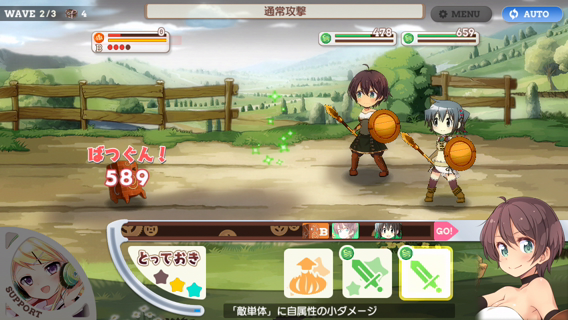 WAVE 2/3 4
通常攻撃
MENU
AUTO
B
0
478
659
ばつぐん!
589
B
GO!
とっておき
SUPPORT
「敵単体」に自属性の小ダメージ